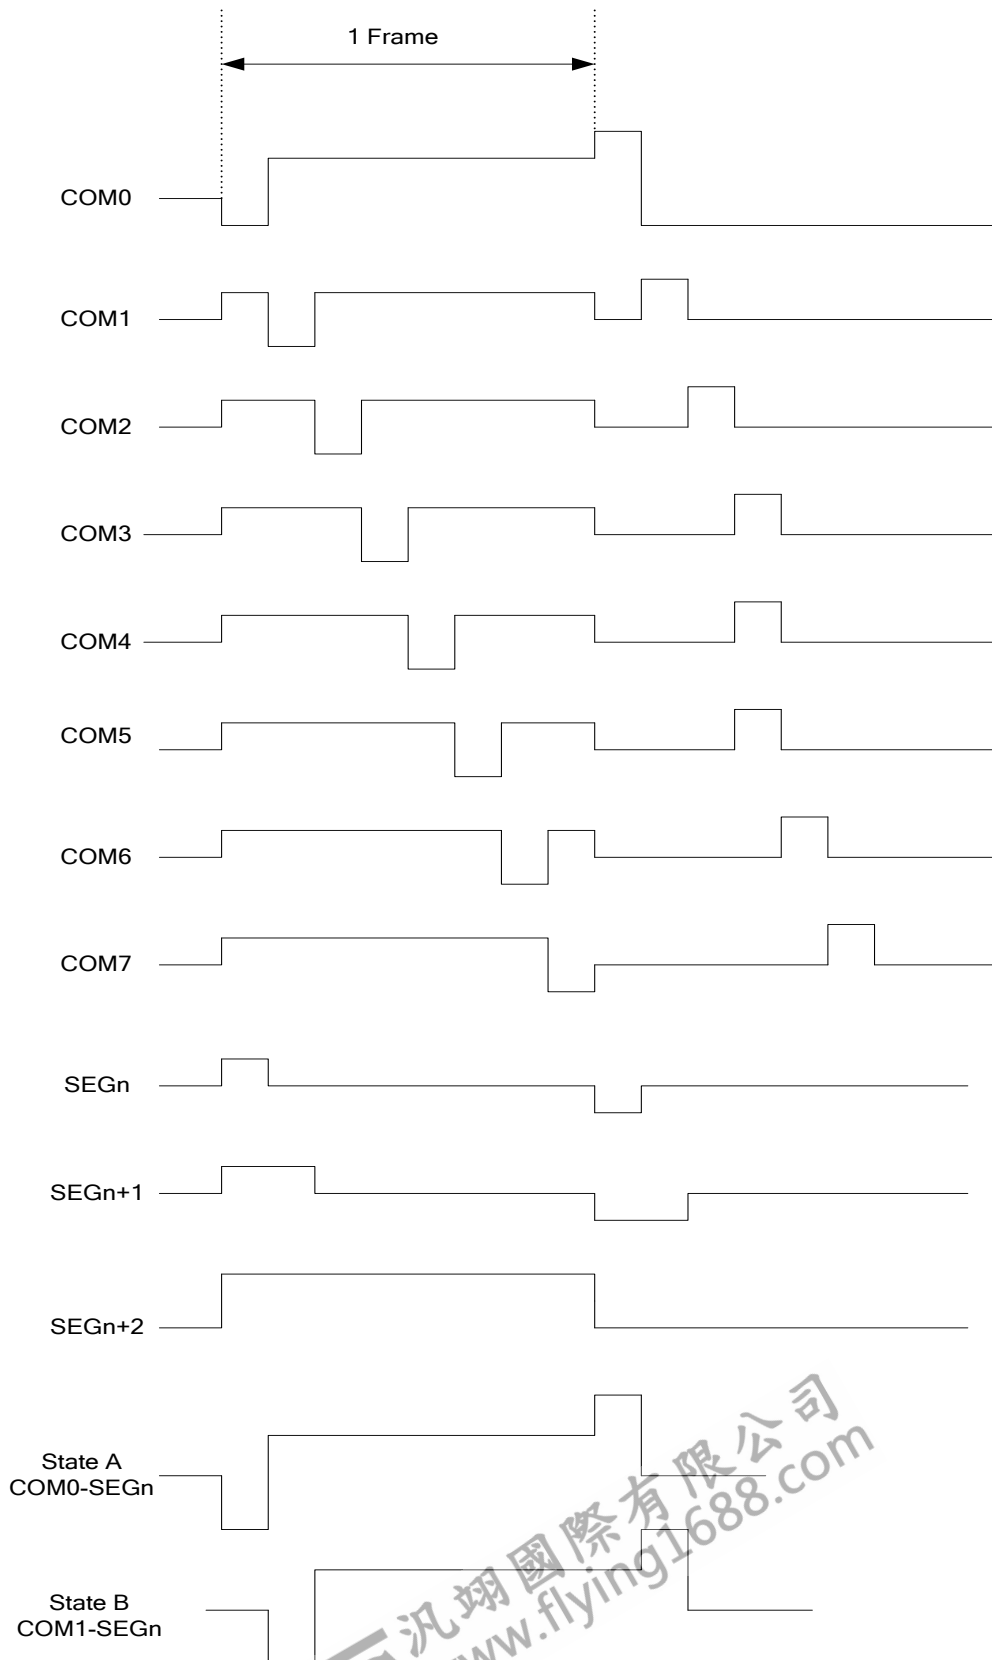 1 Frame
COM0
COM1
COM2
COM3
COM4
COM5
COM6
COM7
SEGn
SEGn+1
SEGn+2
State A
COM0-SEGn
State B
COM1-SEGn
汎翊國際有限公司
www.flying1688.com